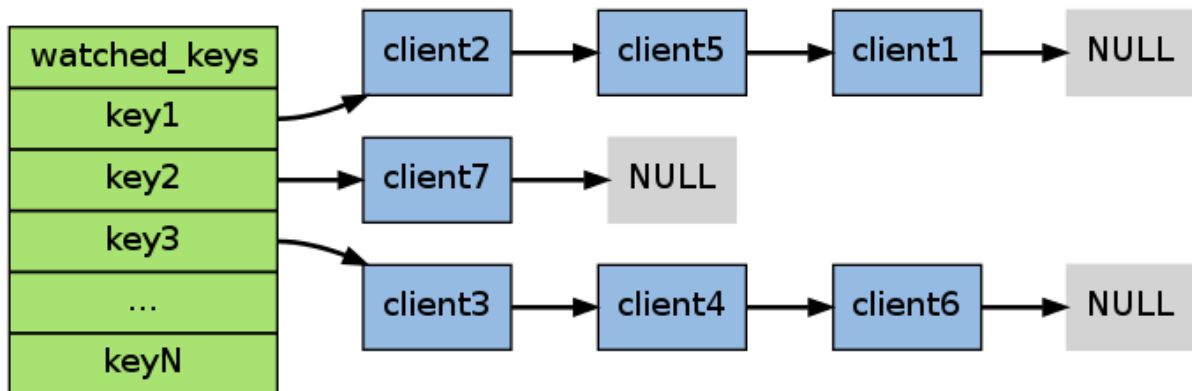 watched_keys
key1
key2
key3
...
keyN
client2 client5 client1 NULL
client7 NULL
client3 client4 client6 NULL